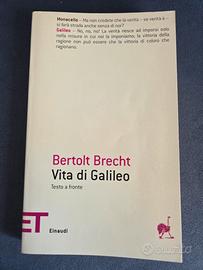 Monacello – Ma non credete che la verità – se verità è –
si farà strada anche senza di noi?
Galileo – No, no, no! La verità riesce ad imporsi solo
nella misura in cui noi la imponiamo; la vittoria della
ragione non può essere che la vittoria di coloro che
ragionano.
Bertolt Brecht
Vita di Galileo
Testo a fronte
ET
Einaudi
subito